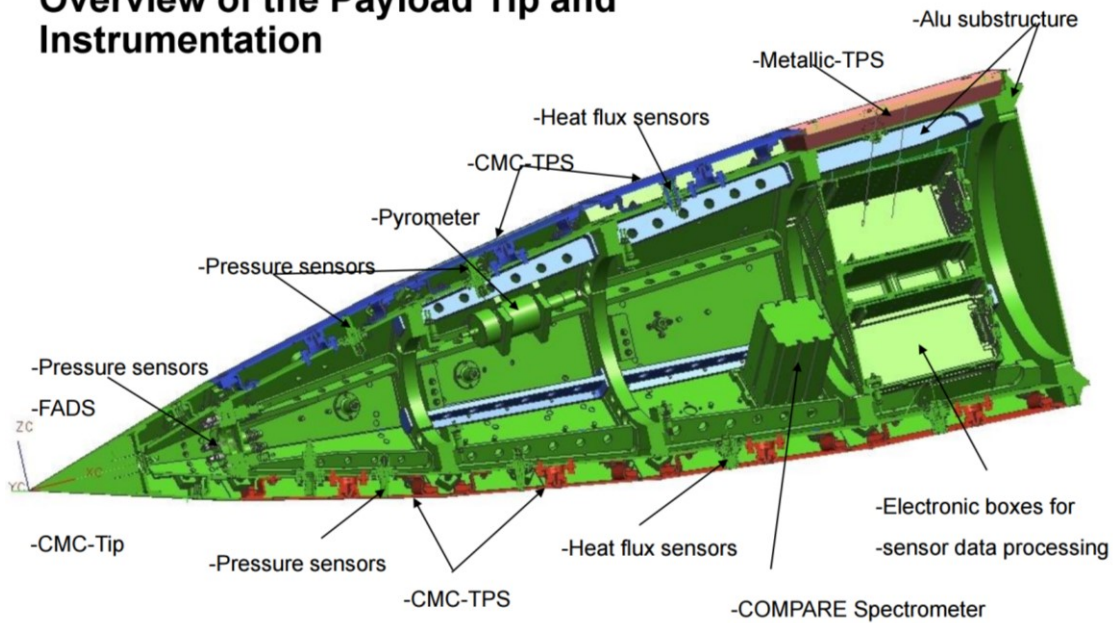 Overview of the Payload Tip and
Instrumentation
-Alu substructure
-Metallic-TPS
-Heat flux sensors
-CMC-TPS
-Pyrometer
-Pressure sensors
-Pressure sensors
-FADS
ZC
XC
YC
-CMC-Tip
-Pressure sensors
-CMC-TPS
-Heat flux sensors
-Electronic boxes for
-sensor data processing
-COMPARE Spectrometer